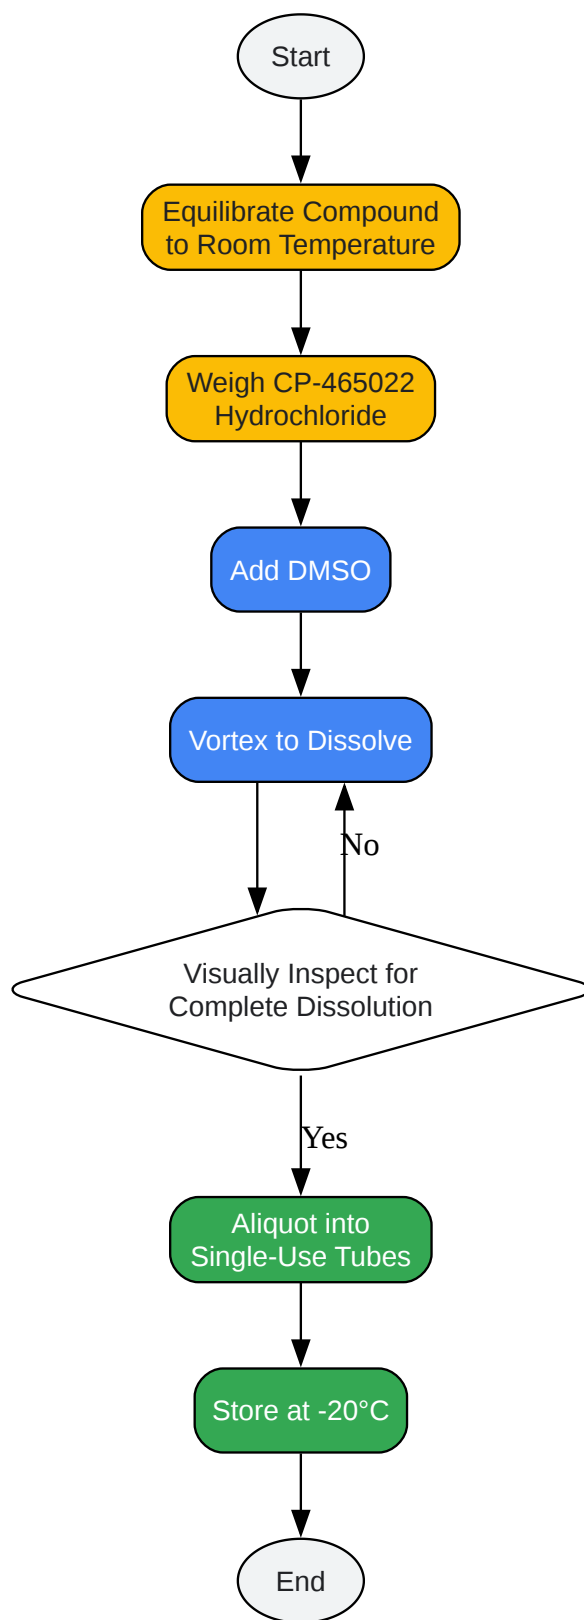 Start
Equilibrate Compound
to Room Temperature
Weigh CP-465022
Hydrochloride
Add DMSO
Vortex to Dissolve
No
Visually Inspect for
Complete Dissolution
Yes
Aliquot into
Single-Use Tubes
Store at -20°C
End